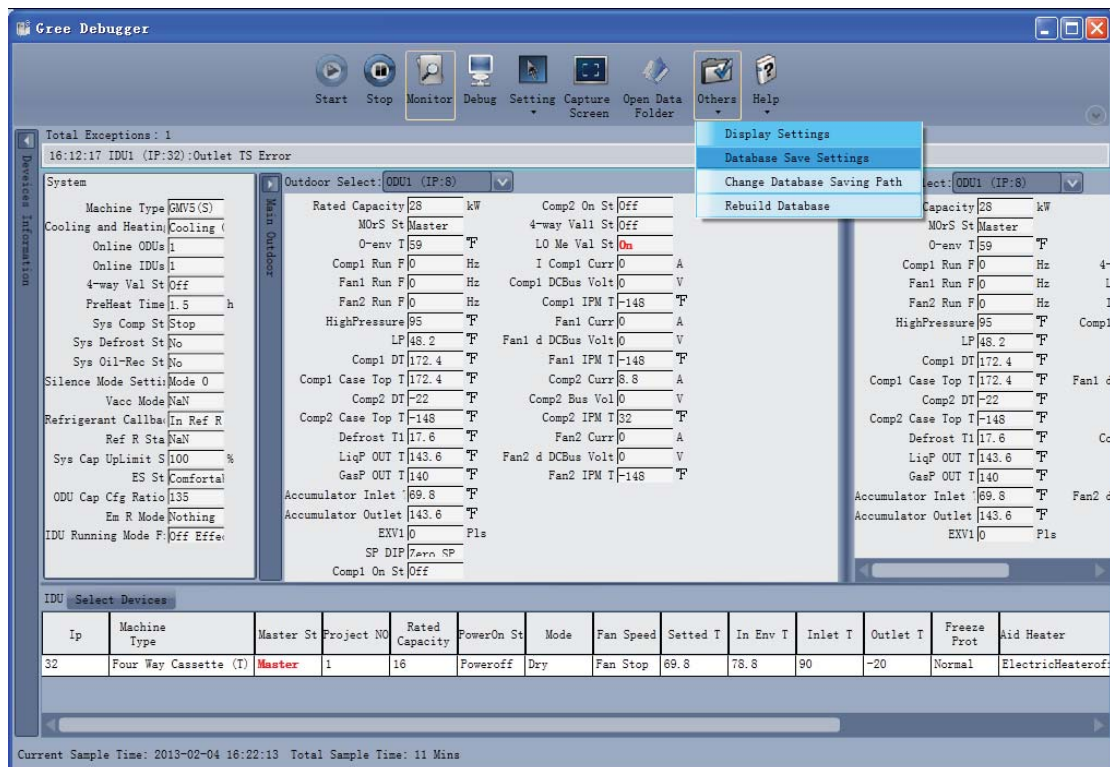 Gree Debugger
Start Stop Monitor Debug Setting Capture Screen Open Data Folder Others Help
Display Settings
Database Save Settings
Change Database Saving Path
Rebuild Database
Total Exceptions: 1
16:12:17 IDU1 (IP:32):Outlet TS Error
Deveices Information
System
Machine Type GMV5(S)
Cooling and Heatin Cooling (
Online ODUs 1
Online IDUs 1
4-way Val St Off
PreHeat Time 1.5 h
Sys Comp St Stop
Sys Defrost St No
Sys Oil-Rec St No
Silence Mode Setti: Mode 0
Vacc Mode NaN
Refrigerant Callba In Ref R
Ref R Sta NaN
Sys Cap UpLimit S 100 %
ES St Comforta
ODU Cap Cfg Ratio 135
Em R Mode Nothing
IDU Running Mode F: Off Effe
Main Outdoor
Outdoor Select: ODU1 (IP:8)
Rated Capacity 28 kW
MOrS St Master
O-env T 59 °F
Comp1 Run F 0 Hz
Fan1 Run F 0 Hz
Fan2 Run F 0 Hz
HighPressure 95 °F
LP 48.2 °F
Comp1 DT 172.4 °F
Comp1 Case Top T 172.4 °F
Comp2 DT -22 °F
Comp2 Case Top T -148 °F
Defrost T1 17.6 °F
LiqP OUT T 143.6 °F
GasP OUT T 140 °F
Accumulator Inlet 69.8 °F
Accumulator Outlet 143.6 °F
EXV1 0 Pls
SP DIP Zero SP
Comp1 On St Off
Comp2 On St Off
4-way Val1 St Off
LO Me Val St On
I Comp1 Curr 0 A
Comp1 DCBus Volt 0 V
Comp1 IPM T -148 °F
Fan1 Curr 0 A
Fan1 d DCBus Volt 0 V
Fan1 IPM T -148 °F
Comp2 Curr 8.8 A
Comp2 Bus Vol 0 V
Comp2 IPM T 32 °F
Fan2 Curr 0 A
Fan2 d DCBus Volt 0 V
Fan2 IPM T -148 °F
lect: ODU1 (IP:8)
Capacity 28 kW
MOrS St Master
O-env T 59 °F
Comp1 Run F 0 Hz 4-
Fan1 Run F 0 Hz
Fan2 Run F 0 Hz
HighPressure 95 °F Comp1
LP 48.2 °F
Comp1 DT 172.4 °F
Comp1 Case Top T 172.4 °F Fan1 d
Comp2 DT -22 °F
Comp2 Case Top T -148 °F
Defrost T1 17.6 °F Co
LiqP OUT T 143.6 °F
GasP OUT T 140 °F
Accumulator Inlet 69.8 °F Fan2 d
Accumulator Outlet 143.6 °F
EXV1 0 Pls
IDU Select Devices
Ip Machine Type Master St Project NO Rated Capacity PowerOn St Mode Fan Speed Setted T In Env T Inlet T Outlet T Freeze Prot Aid Heater
32 Four Way Cassette (T) Master 1 16 Poweroff Dry Fan Stop 69.8 78.8 90 -20 Normal ElectricHeaterof
Current Sample Time: 2013-02-04 16:22:13 Total Sample Time: 11 Mins